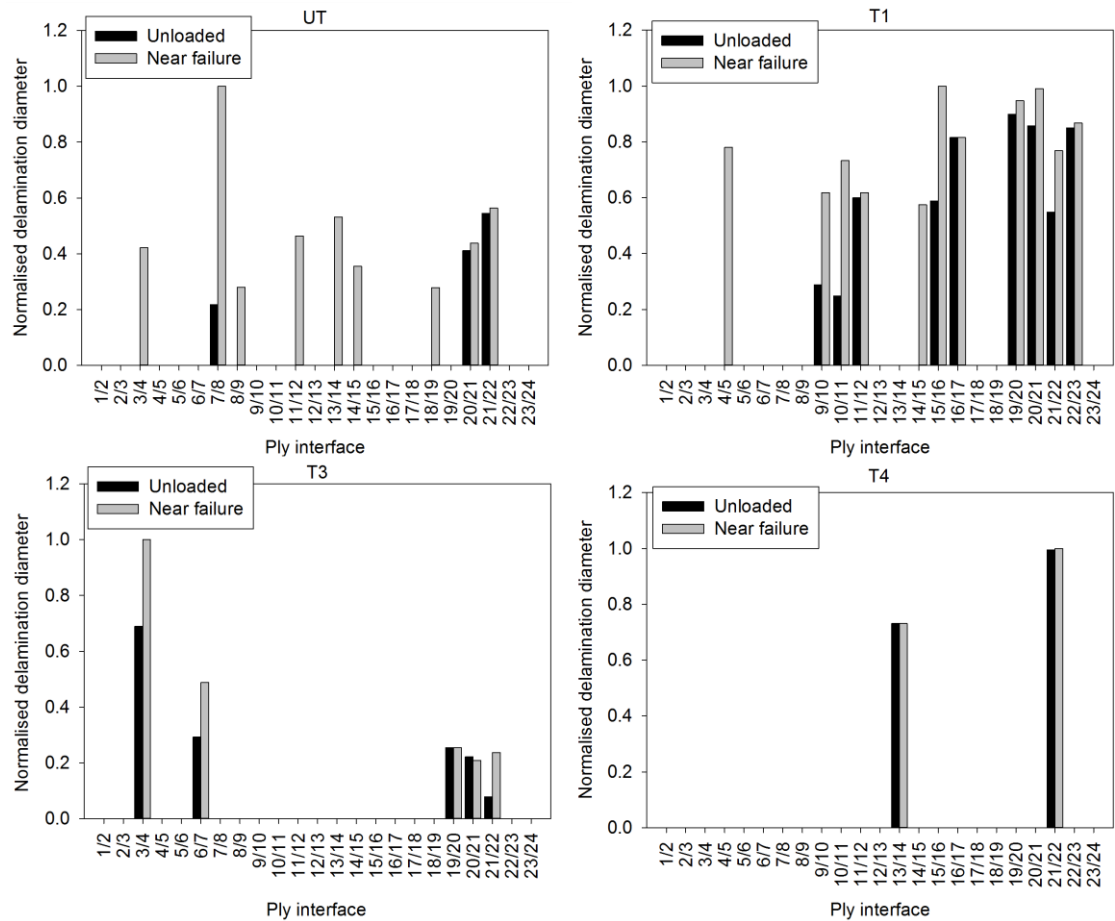 UT
Unloaded
Near failure
Normalised delamination diameter
1.2
1.0
0.8
0.6
0.4
0.2
0.0
1/2 2/3 3/4 4/5 5/6 6/7 7/8 8/9 9/10 10/11 11/12 12/13 13/14 14/15 15/16 16/17 17/18 18/19 19/20 20/21 21/22 22/23 23/24
Ply interface
T1
Unloaded
Near failure
Normalised delamination diameter
1.2
1.0
0.8
0.6
0.4
0.2
0.0
1/2 2/3 3/4 4/5 5/6 6/7 7/8 8/9 9/10 10/11 11/12 12/13 13/14 14/15 15/16 16/17 17/18 18/19 19/20 20/21 21/22 22/23 23/24
Ply interface
T3
Unloaded
Near failure
Normalised delamination diameter
1.2
1.0
0.8
0.6
0.4
0.2
0.0
1/2 2/3 3/4 4/5 5/6 6/7 7/8 8/9 9/10 10/11 11/12 12/13 13/14 14/15 15/16 16/17 17/18 18/19 19/20 20/21 21/22 22/23 23/24
Ply interface
T4
Unloaded
Near failure
Normalised delamination diameter
1.2
1.0
0.8
0.6
0.4
0.2
0.0
1/2 2/3 3/4 4/5 5/6 6/7 7/8 8/9 9/10 10/11 11/12 12/13 13/14 14/15 15/16 16/17 17/18 18/19 19/20 20/21 21/22 22/23 23/24
Ply interface